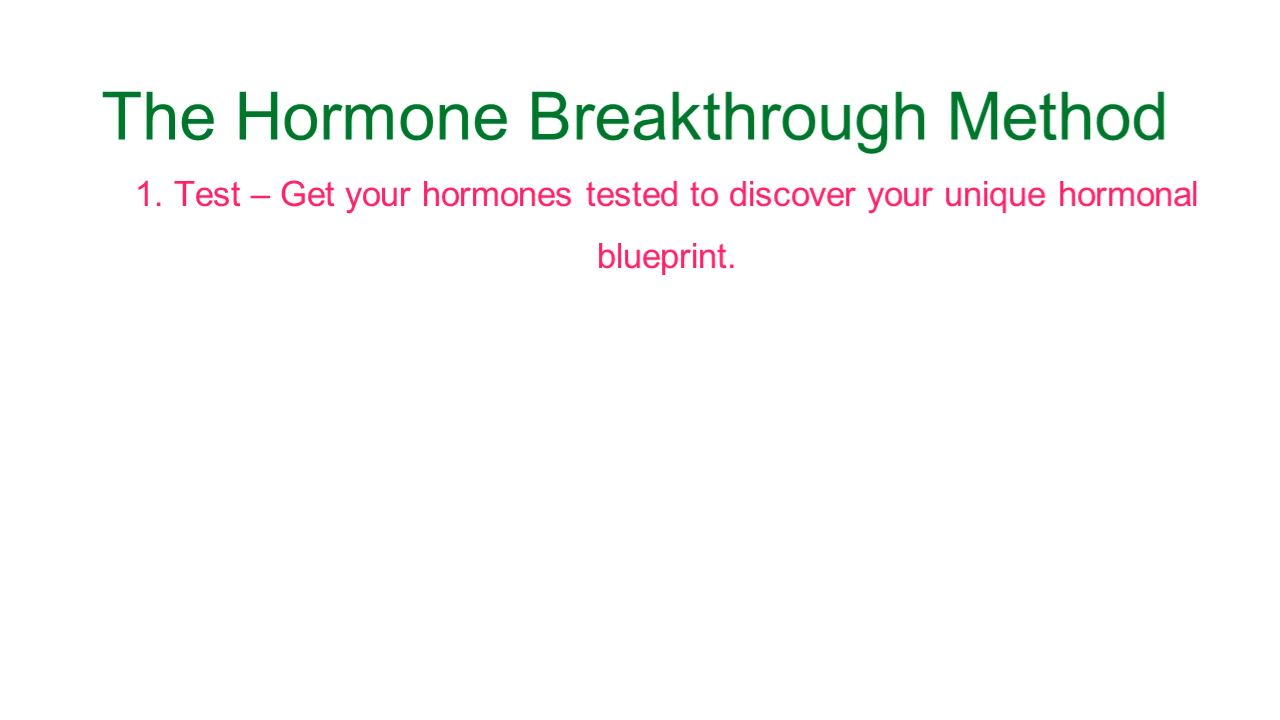 The Hormone Breakthrough Method
1. Test – Get your hormones tested to discover your unique hormonal
blueprint.